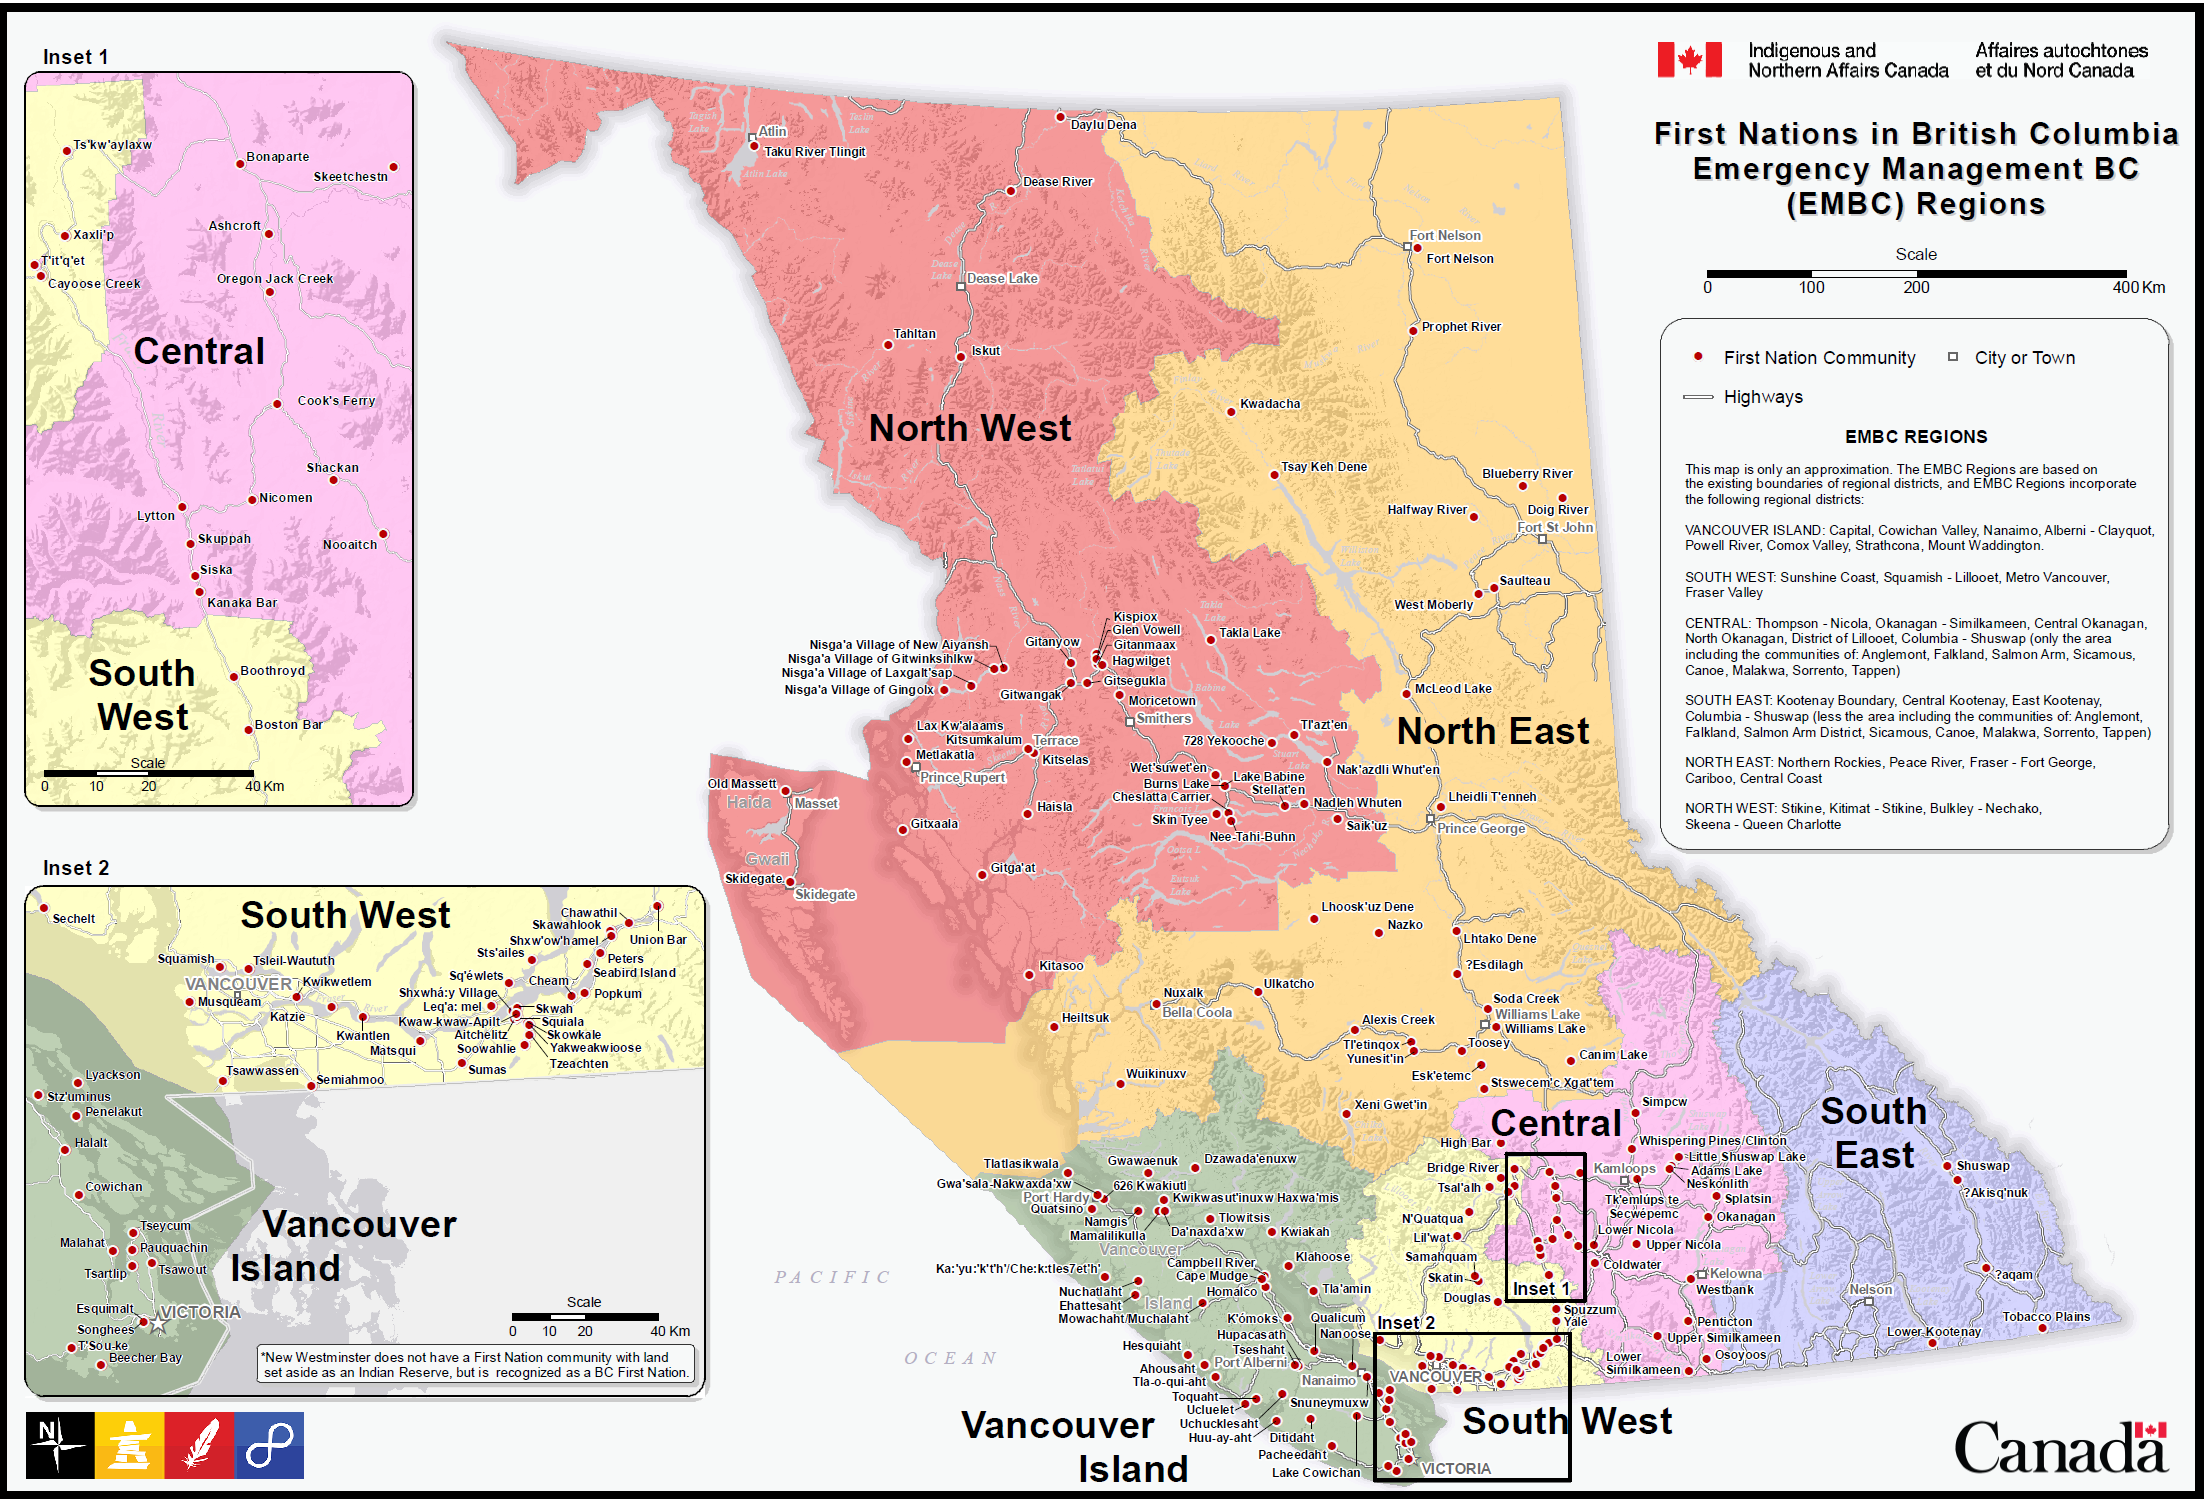 Inset 1
Ts'kw'aylaxw
Bonaparte
Skeetchestn
Ashcroft
Xaxli'p
T'it'q'et
Cayoose Creek
Oregon Jack Creek
Central
Cook's Ferry
Shackan
Nicomen
Lytton
Skuppah
Nooaitch
Siska
Kanaka Bar
South
West
Boothroyd
Boston Bar
Scale
0 10 20 40 Km
Inset 2
Sechelt
South West
Chawathil
Skawahlook
Shxw'ow'hamel
Union Bar
Sts'ailes
Peters
Seabird Island
Squamish
Tsleil-Waututh
VANCOUVER
Kwikwetlem
Sq'éwlets
Cheam
Popkum
Musqueam
Shxwhá:y Village
Leq'a: mel
Skwah
Katzie
River
Kwaw-kwaw-Apilt
Squiala
Kwantlen
Aitchelitz
Skowkale
Matsqui
Soowahlie
Yakweakwioose
Tzeachten
Sumas
Tsawwassen
Semiahmoo
Lyackson
Stz'uminus
Penelakut
Halalt
Cowichan
Tseycum
Malahat
Pauquachin
Tsartlip
Tsawout
Vancouver
Island
Esquimalt
VICTORIA
Songhees
T'Sou-ke
Beecher Bay
Scale
0 10 20 40 Km
*New Westminster does not have a First Nation community with land
set aside as an Indian Reserve, but is recognized as a BC First Nation.
N
Indigenous and
Northern Affairs Canada
Affaires autochtones
et du Nord Canada
First Nations in British Columbia
Emergency Management BC
(EMBC) Regions
Scale
0 100 200 400 Km
First Nation Community
City or Town
Highways
EMBC REGIONS
This map is only an approximation. The EMBC Regions are based on
the existing boundaries of regional districts, and EMBC Regions incorporate
the following regional districts:
VANCOUVER ISLAND: Capital, Cowichan Valley, Nanaimo, Alberni - Clayquot,
Powell River, Comox Valley, Strathcona, Mount Waddington.
SOUTH WEST: Sunshine Coast, Squamish - Lillooet, Metro Vancouver,
Fraser Valley
CENTRAL: Thompson - Nicola, Okanagan - Similkameen, Central Okanagan,
North Okanagan, District of Lillooet, Columbia - Shuswap (only the area
including the communities of: Anglemont, Falkland, Salmon Arm, Sicamous,
Canoe, Malakwa, Sorrento, Tappen)
SOUTH EAST: Kootenay Boundary, Central Kootenay, East Kootenay,
Columbia - Shuswap (less the area including the communities of: Anglemont,
Falkland, Salmon Arm District, Sicamous, Canoe, Malakwa, Sorrento, Tappen)
NORTH EAST: Northern Rockies, Peace River, Fraser - Fort George,
Cariboo, Central Coast
NORTH WEST: Stikine, Kitimat - Stikine, Bulkley - Nechako,
Skeena - Queen Charlotte
Tagish
Lake
Teslin
Lake
Atlin
Taku River Tlingit
Atlin Lake
Daylu Dena
Dease River
Dease
Lake
Dease Lake
Fort Nelson
Fort Nelson
Tahltan
Iskut
Prophet River
North West
Kwadacha
Tatlatui
Lake
Thutade
Lake
Tsay Keh Dene
Blueberry River
Halfway River
Doig River
Fort St John
Williston
Lake
Saulteau
West Moberly
Takla
Lake
Kispiox
Glen Vowell
Gitanyow
Gitanmaax
Takla Lake
Nisga'a Village of New Aiyansh
Nisga'a Village of Gitwinksihlkw
Hagwilget
Nisga'a Village of Laxgalt'sap
Gitsegukla
Nisga'a Village of Gingolx
Gitwangak
Moricetown
Babine
Lake
Smithers
McLeod Lake
North East
Lax Kw'alaams
Kitsumkalum
Terrace
Tl'azt'en
728 Yekooche
Metlakatla
Kitselas
Stuart
Lake
Prince Rupert
Wet'suwet'en
Lake Babine
Nak'azdli Whut'en
Burns Lake
Stellat'en
Cheslatta Carrier
Nadleh Whuten
Lheidli T'enneh
Old Massett
Haida
Masset
Haisla
Skin Tyee
Saik'uz
Prince George
Gitxaala
Nee-Tahi-Buhn
Ootsa L
Nechako R
Eutsuk
Lake
Gwaii
Skidegate
Skidegate
Gitga'at
Lhoosk'uz Dene
Nazko
Lhtako Dene
?Esdilagh
Kitasoo
Nuxalk
Bella Coola
Ulkatcho
Soda Creek
Williams Lake
Williams Lake
Heiltsuk
Alexis Creek
Tl'etinqox
Yunesit'in
Toosey
Canim Lake
Esk'etemc
Stswecem'c Xgat'tem
Wuikinuxv
Xeni Gwet'in
Central
Simpcw
South
East
High Bar
Whispering Pines/Clinton
Little Shuswap Lake
Bridge River
Kamloops
Adams Lake
Neskonlith
Shuswap
Tsal'alh
Tk'emlúps te
Secwépemc
Splatsin
?Akisq'nuk
N'Quatqua
Okanagan
Lil'wat
Lower Nicola
Upper Nicola
Samahquam
Coldwater
Skatin
Kelowna
Westbank
?aqam
Douglas
Inset 1
Nelson
Spuzzum
Yale
Penticton
Tobacco Plains
Upper Similkameen
Lower Kootenay
Lower
Similkameen
Osoyoos
Tlatlasikwala
Gwawaenuk
Dzawada'enuxw
Gwa'sala-Nakwaxda'xw
626 Kwakiutl
Port Hardy
Kwikwasut'inuxw Haxwa'mis
Quatsino
Namgis
Tlowitsis
Mamalilikulla
Da'naxda'xw
Kwiakah
Vancouver
Klahoose
Campbell River
Ka:'yu:'k't'h'/Che:k:tles7et'h'
Cape Mudge
Nuchatlaht
Homalco
Tla'amin
Ehattesaht
Island
Mowachaht/Muchalaht
K'ómoks
Qualicum
Nanoose
Inset 2
Hupacasath
Hesquiaht
Tseshaht
Port Alberni
Ahousaht
Tla-o-qui-aht
Nanaimo
VANCOUVER
Toquaht
Snuneymuxw
Ucluelet
Uchucklesaht
Huu-ay-aht
Ditidaht
Pacheedaht
Lake Cowichan
VICTORIA
Vancouver
Island
South West
PACIFIC
OCEAN
Canada